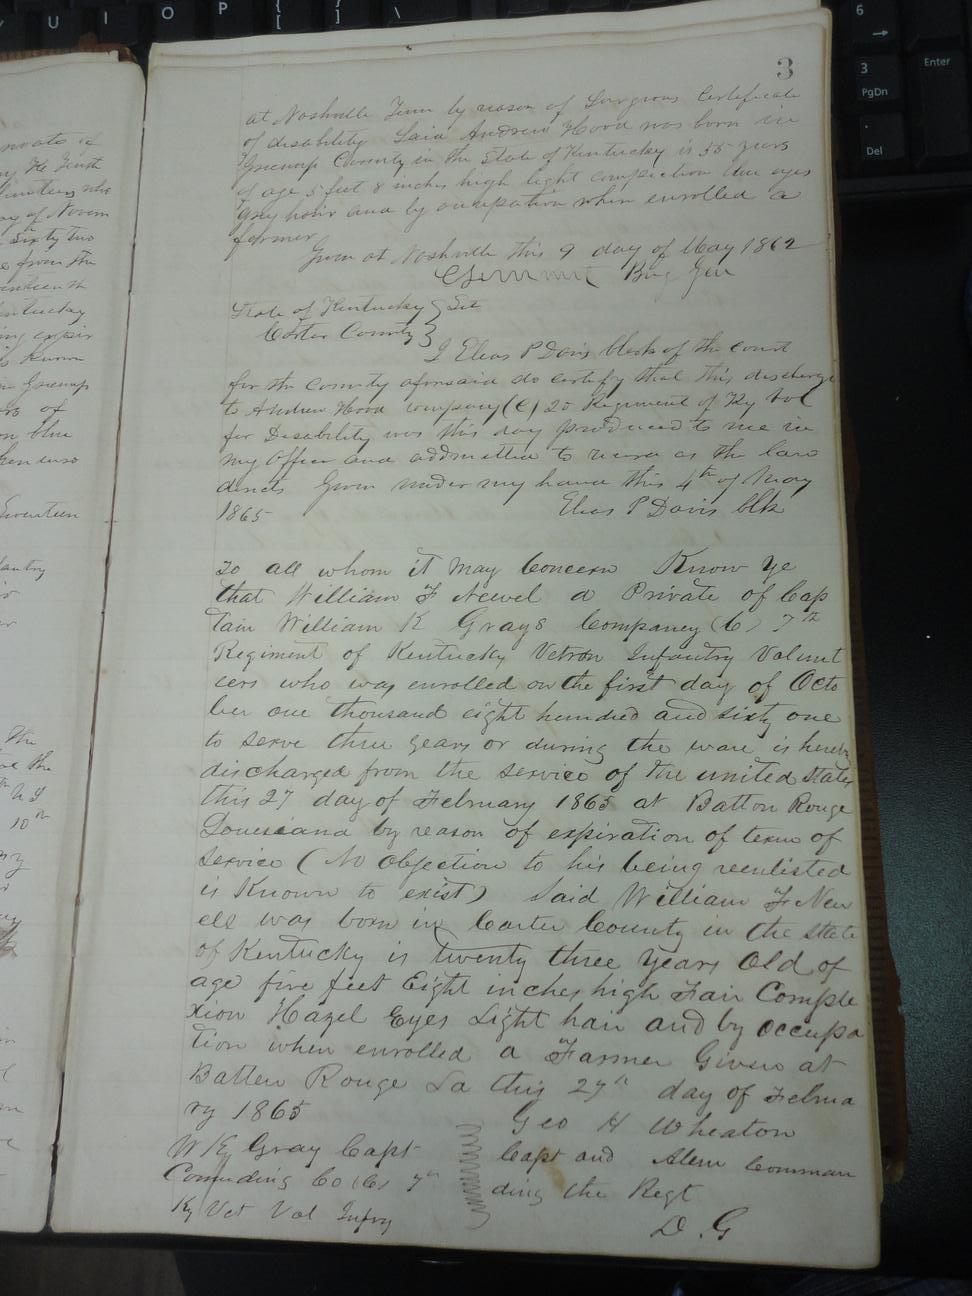 3
at Nashville Tenn by reason of Surgeons Certificate
of disability Said Andrew Hood was born in
Greenup County in the State of Kentucky is 55 years
of age 5 feet 8 inches high light complection blue eyes
gray hair and by occupation when enrolled a
farmer
Given at Nashville this 9 day of May 1862
Brig Gen
State of Kentucky } Sct
Carter County }
I Elias P Davis clerk of the court
for the county aforsaid do certify that this discharge
to Andrew Hood company (E) 20 Regiment of Ky Vol
for Disability was this day produced to me in
my office and addmitted to record as the law
directs Given under my hand this 4th of May
1865 Elias P Davis Clk
To all whom it may Concern Know ye
that William F Newel a Private of Cap
tain William K Grays Compancy (C) 7th
Regiment of Kentucky Vetron Infantry Volunt
eers who was enrolled on the first day of Octo
ber one thousand eight hundred and sixty one
to serve three years or during the ware is hereby
discharged from the service of the united States
this 27 day of February 1865 at Batton Rouge
Louisiana by reason of expiration of term of
service (No objection to his being reenlisted
is Known to exist) Said William F New
ell was born in Carter County in the state
of Kentucky is twenty three years Old of
age five feet Eight inches high Fair Comple
xion Hazel Eyes Light hair and by occupa
tion when enrolled a Farmer Given at
Batten Rouge La this 27th day of Februa
ry 1865
Geo H Wheaton
W K Gray Capt
Capt and Comman
Commding Co (C) 7th
ding the Regt
Ky Vet Vol Infry
D. G